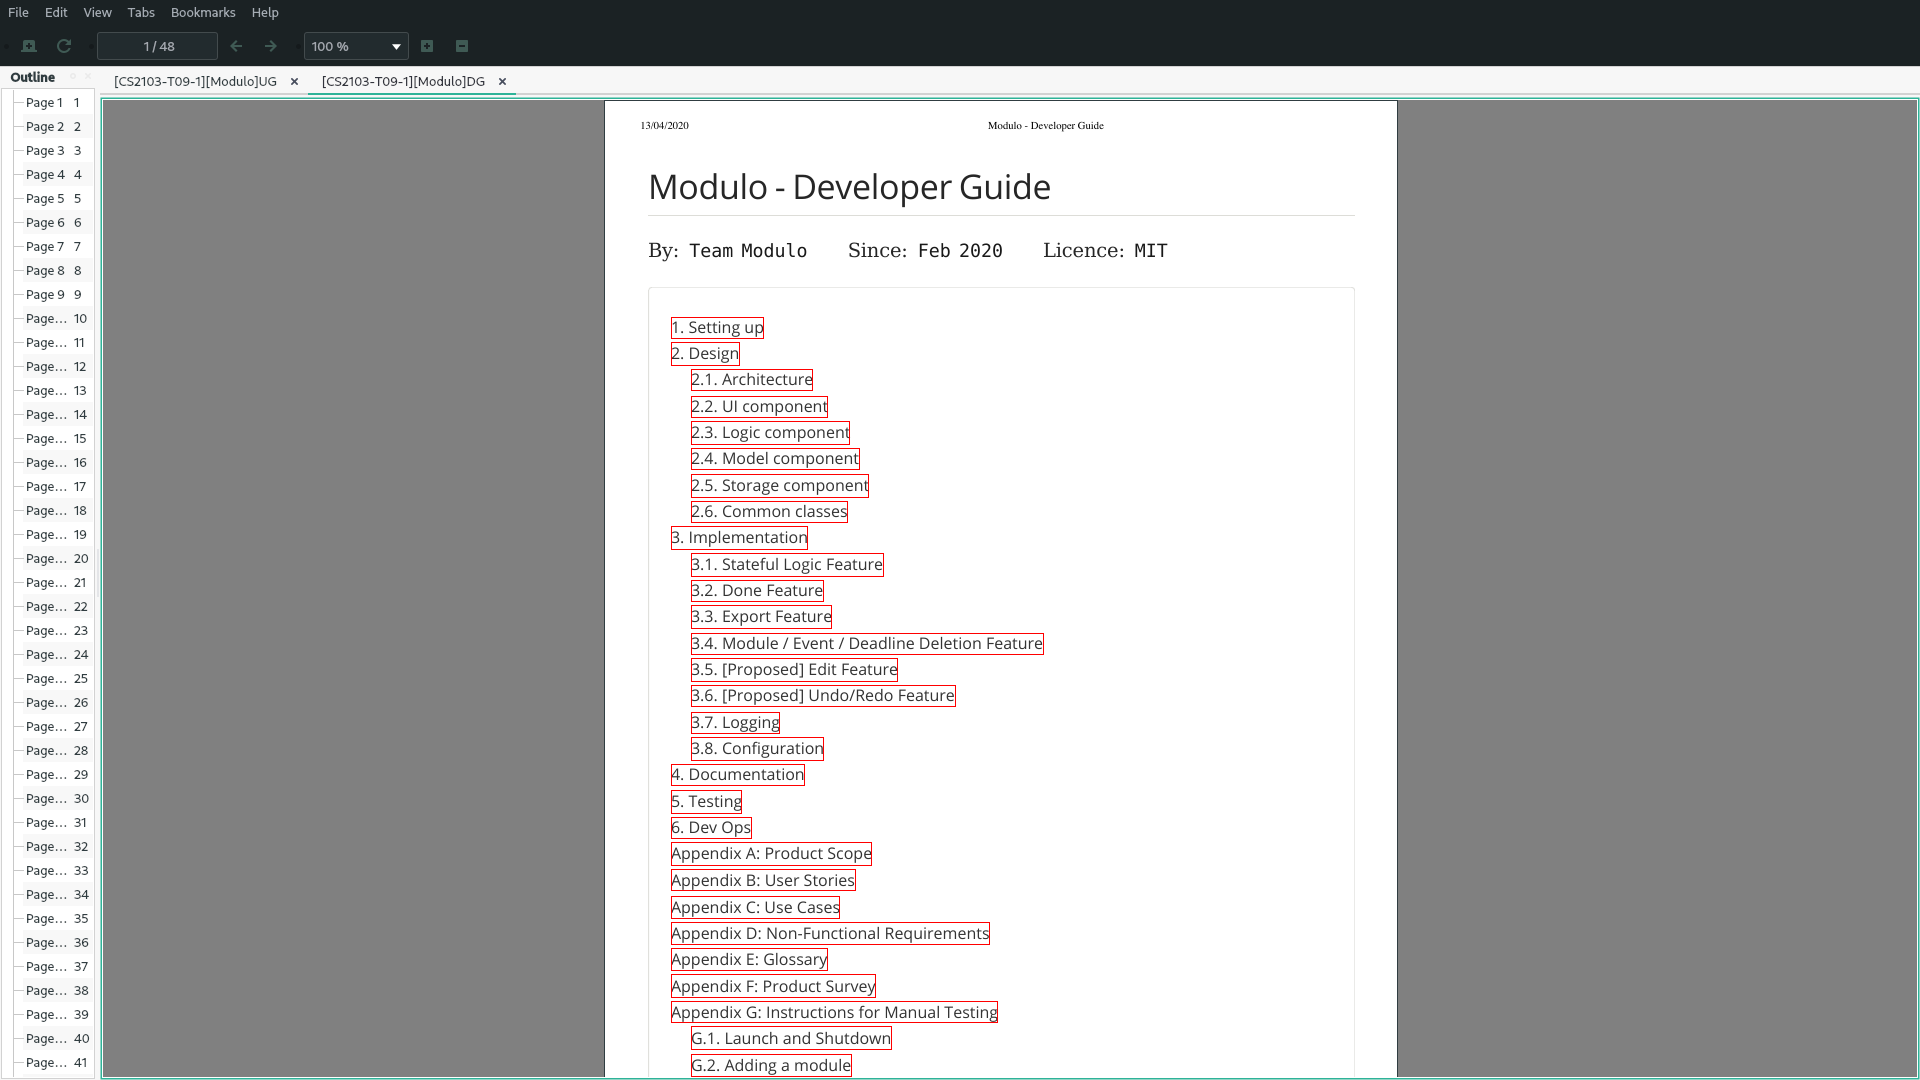 File Edit View Tabs Bookmarks Help
1 / 48 100 %
Outline
[CS2103-T09-1][Modulo]UG [CS2103-T09-1][Modulo]DG
Page 1 1
Page 2 2
Page 3 3
Page 4 4
Page 5 5
Page 6 6
Page 7 7
Page 8 8
Page 9 9
Page... 10
Page... 11
Page... 12
Page... 13
Page... 14
Page... 15
Page... 16
Page... 17
Page... 18
Page... 19
Page... 20
Page... 21
Page... 22
Page... 23
Page... 24
Page... 25
Page... 26
Page... 27
Page... 28
Page... 29
Page... 30
Page... 31
Page... 32
Page... 33
Page... 34
Page... 35
Page... 36
Page... 37
Page... 38
Page... 39
Page... 40
Page... 41
13/04/2020 Modulo - Developer Guide
Modulo - Developer Guide
By: Team Modulo Since: Feb 2020 Licence: MIT
1. Setting up
2. Design
2.1. Architecture
2.2. UI component
2.3. Logic component
2.4. Model component
2.5. Storage component
2.6. Common classes
3. Implementation
3.1. Stateful Logic Feature
3.2. Done Feature
3.3. Export Feature
3.4. Module / Event / Deadline Deletion Feature
3.5. [Proposed] Edit Feature
3.6. [Proposed] Undo/Redo Feature
3.7. Logging
3.8. Configuration
4. Documentation
5. Testing
6. Dev Ops
Appendix A: Product Scope
Appendix B: User Stories
Appendix C: Use Cases
Appendix D: Non-Functional Requirements
Appendix E: Glossary
Appendix F: Product Survey
Appendix G: Instructions for Manual Testing
G.1. Launch and Shutdown
G.2. Adding a module